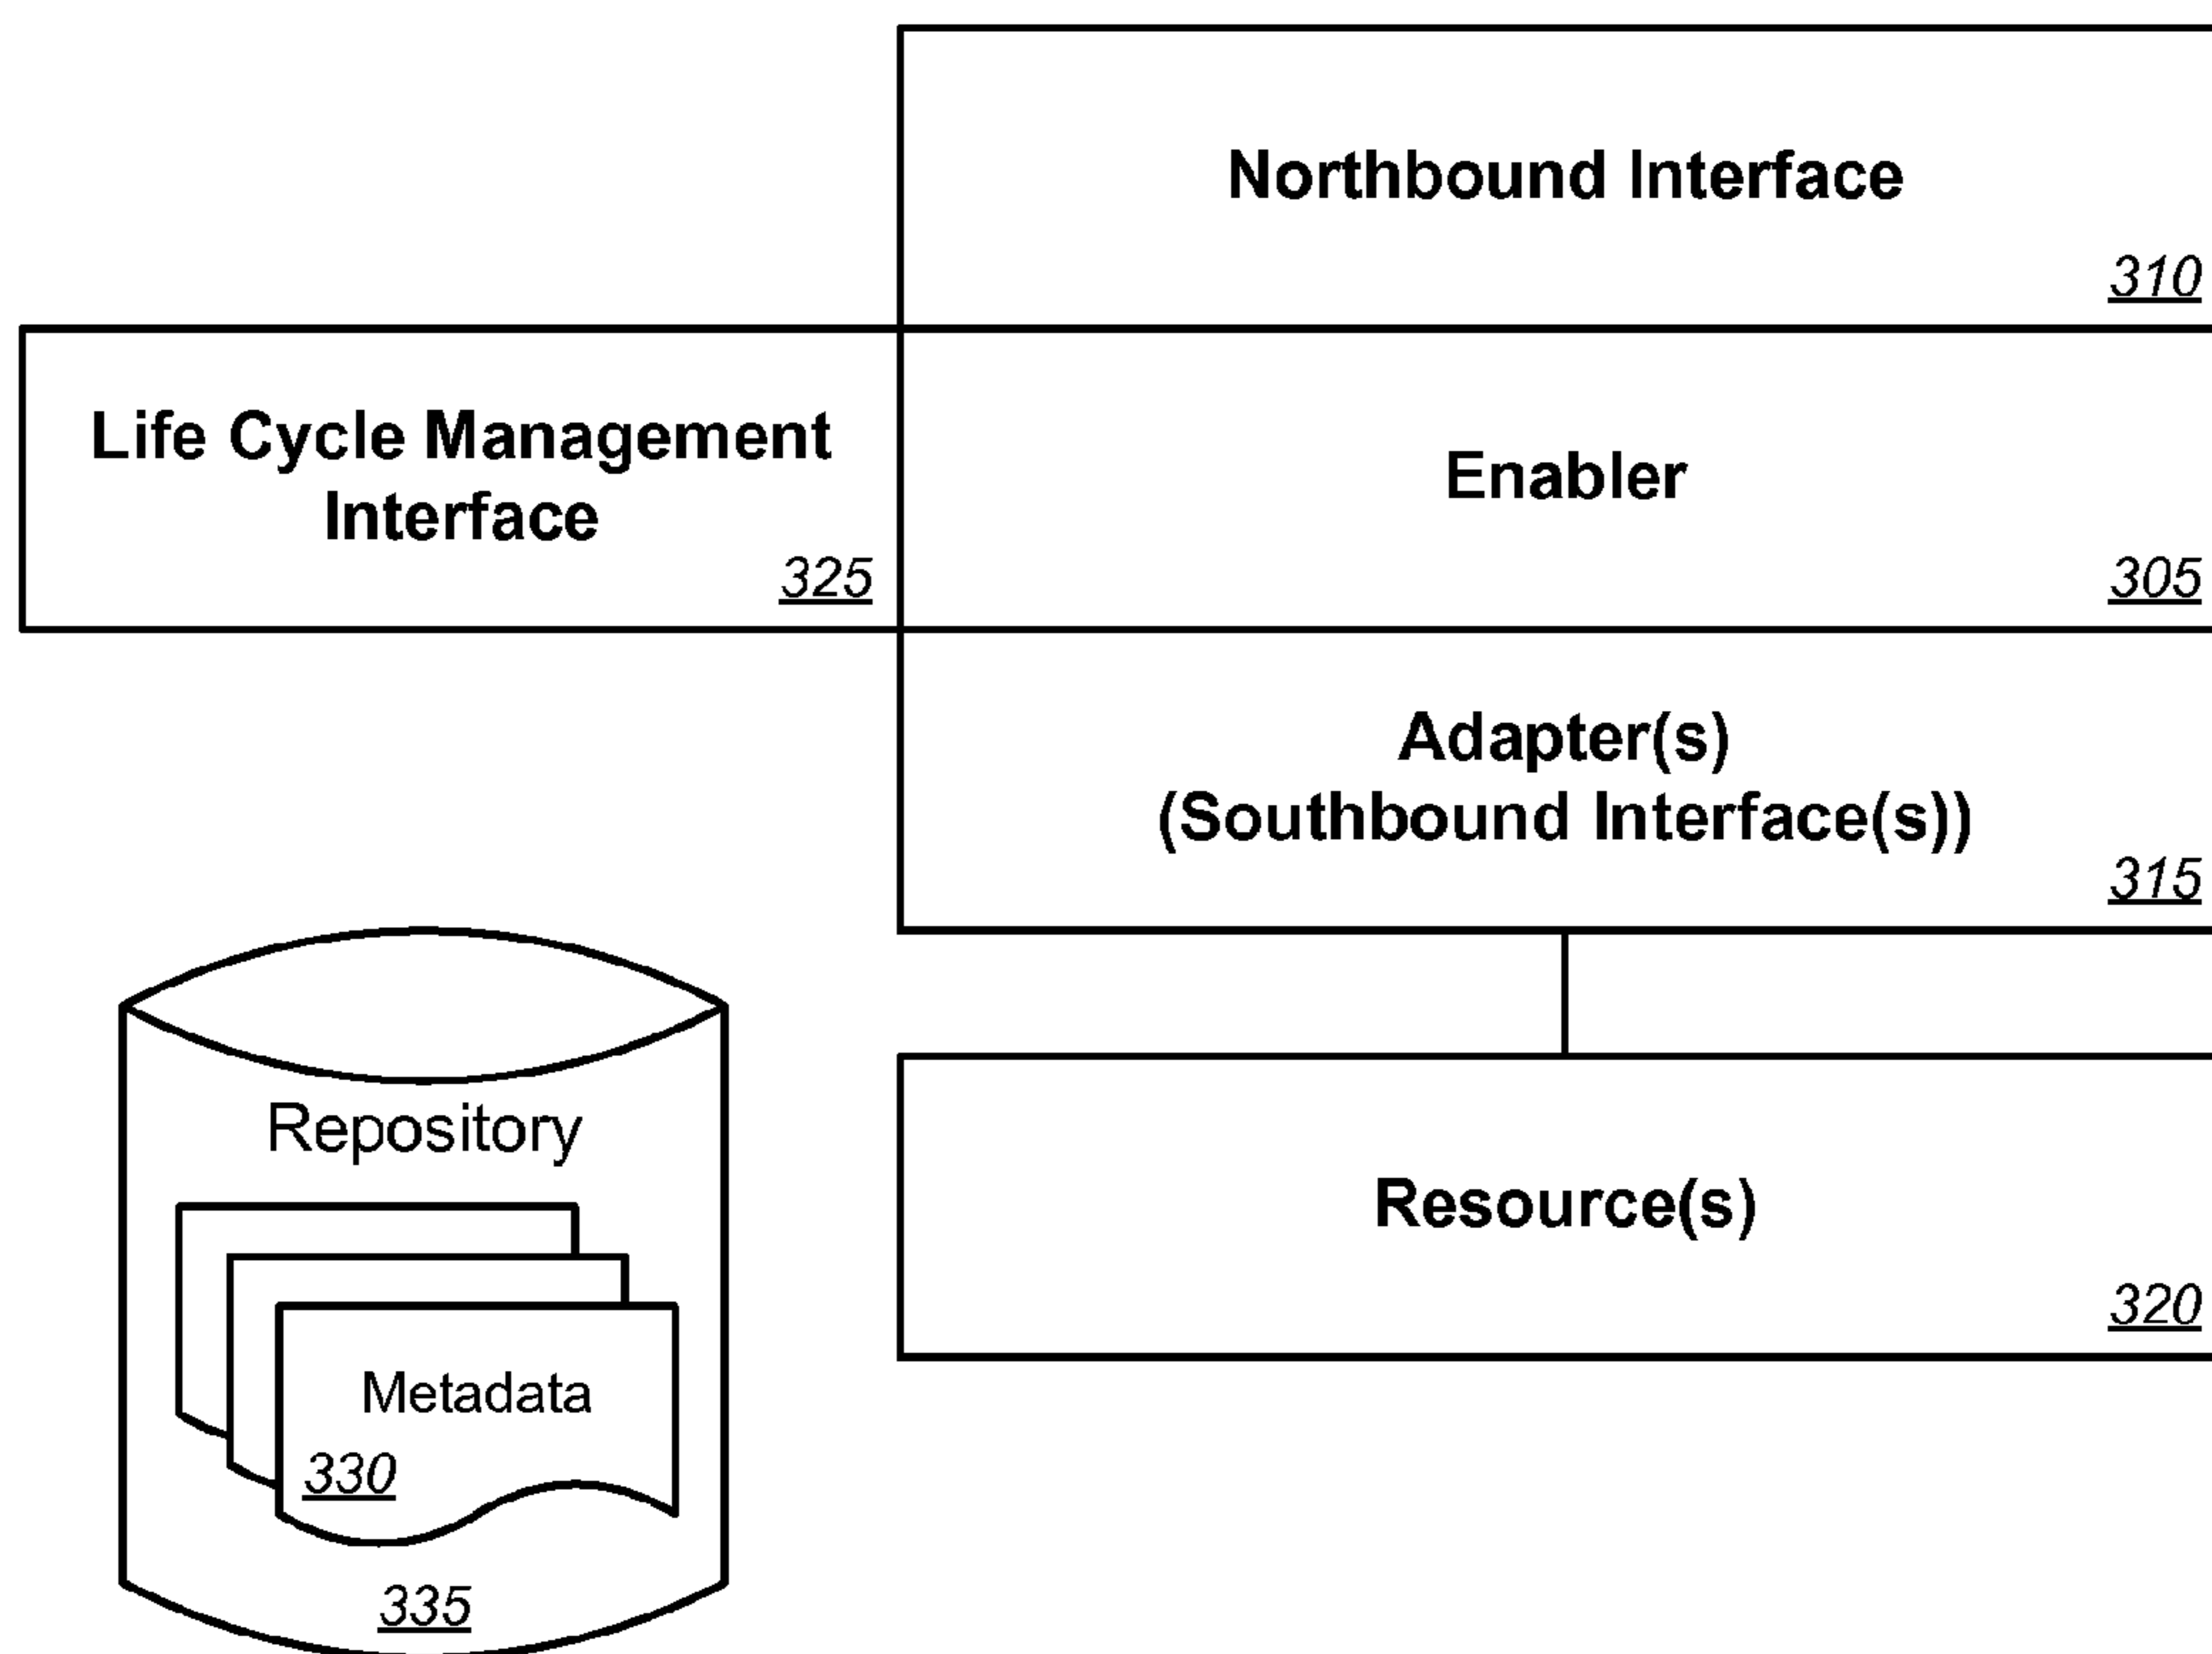 Northbound Interface
310
Life Cycle Management
Interface
325
Enabler
305
Adapter(s)
(Southbound Interface(s))
315
Repository
Metadata
330
335
Resource(s)
320